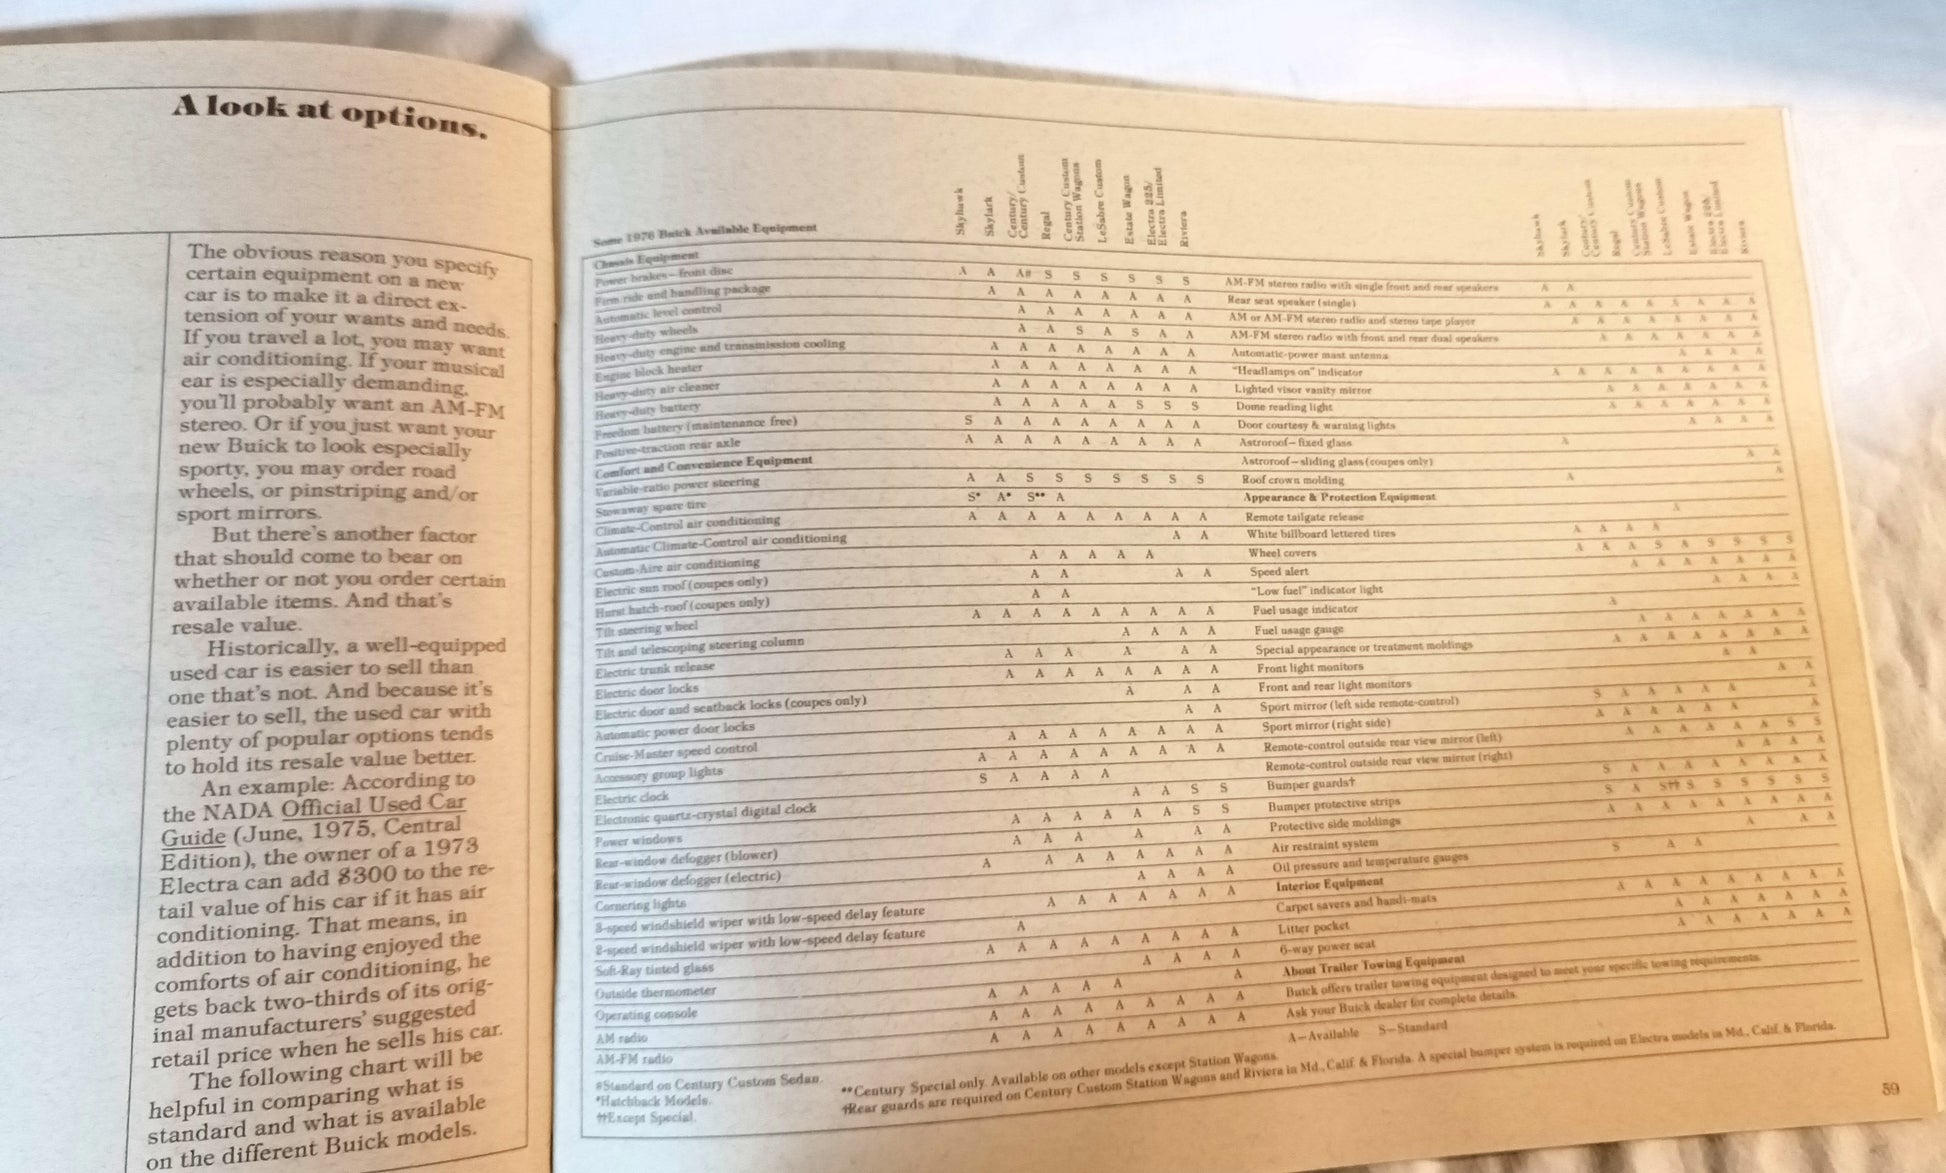 A look at options.
The obvious reason you specify
certain equipment on a new
car is to make it a direct ex-
tension of your wants and needs.
If you travel a lot, you may want
air conditioning. If your musical
ear is especially demanding,
you'll probably want an AM-FM
stereo. Or if you just want your
new Buick to look especially
sporty, you may order road
wheels, or pinstriping and/or
sport mirrors.
But there's another factor
that should come to bear on
whether or not you order certain
available items. And that's
resale value.
Historically, a well-equipped
used car is easier to sell than
one that's not. And because it's
easier to sell, the used car with
plenty of popular options tends
to hold its resale value better.
An example: According to
the NADA Official Used Car
Guide (June, 1975, Central
Edition), the owner of a 1973
Electra can add $300 to the re-
tail value of his car if it has air
conditioning. That means, in
addition to having enjoyed the
comforts of air conditioning, he
gets back two-thirds of its orig-
inal manufacturers' suggested
retail price when he sells his car.
The following chart will be
helpful in comparing what is
standard and what is available
on the different Buick models.
Some 1976 Buick Available Equipment
Skyhawk
Skylark
Century/
Century Custom
Regal
Century Custom
Station Wagons
LeSabre Custom
Estate Wagon
Electra 225/
Electra Limited
Riviera
Chassis Equipment
Power brakes–front disc A A A# S S S S S S
Firm ride and handling package A A A A A A A A
Automatic level control A A A A A A A
Heavy-duty wheels A A S A S A A
Heavy-duty engine and transmission cooling A A A A A A A A
Engine block heater A A A A A A A A
Heavy-duty air cleaner A A A A A A A A
Heavy-duty battery A A A A A S S S
Freedom battery (maintenance free) S A A A A A A A A
Positive-traction rear axle A A A A A A A A A
Comfort and Convenience Equipment
Variable-ratio power steering A A S S S S S S S
Stowaway spare tire S* A* S** A
Climate-Control air conditioning A A A A A A A A A
Automatic Climate-Control air conditioning A A
Custom-Aire air conditioning A A A A A
Electric sun roof (coupes only) A A A A
Hurst hatch-roof (coupes only) A A
Tilt steering wheel A A A A A A A A A
Tilt and telescoping steering column A A A A
Electric trunk release A A A A A A
Electric door locks A A A A A A A A
Electric door and seatback locks (coupes only) A A A
Automatic power door locks A A
Cruise-Master speed control A A A A A A A A
Accessory group lights A A A A A A A A A
Electric clock S A A A A
Electronic quartz-crystal digital clock A A S S
Power windows A A A A A A S S
Rear-window defogger (blower) A A A A A A
Rear-window defogger (electric) A A A A A A A A
Cornering lights A A A A
3-speed windshield wiper with low-speed delay feature A A A A A A A
2-speed windshield wiper with low-speed delay feature A
Soft-Ray tinted glass A A A A A A A A A
Outside thermometer A A A A
Operating console A A A A A A
AM radio A A A A A A A A A
AM-FM radio A A A A A A A A A
Skyhawk
Skylark
Century/
Century Custom
Regal
Century Custom
Station Wagons
LeSabre Custom
Estate Wagon
Electra 225/
Electra Limited
Riviera
AM-FM stereo radio with single front and rear speakers
Rear seat speaker (single)
AM or AM-FM stereo radio and stereo tape player
AM-FM stereo radio with front and rear dual speakers
Automatic-power mast antenna
"Headlamps on" indicator
Lighted visor vanity mirror
Dome reading light
Door courtesy & warning lights
Astroroof–fixed glass
Astroroof–sliding glass (coupes only)
Roof crown molding
Appearance & Protection Equipment
Remote tailgate release
White billboard lettered tires
Wheel covers
Speed alert
"Low fuel" indicator light
Fuel usage indicator
Fuel usage gauge
Special appearance or treatment moldings
Front light monitors
Front and rear light monitors
Sport mirror (left side remote-control)
Sport mirror (right side)
Remote-control outside rear view mirror (left)
Remote-control outside rear view mirror (right)
Bumper guards†
Bumper protective strips
Protective side moldings
Air restraint system
Oil pressure and temperature gauges
Interior Equipment
Carpet savers and handi-mats
Litter pocket
6-way power seat
About Trailer Towing Equipment
Buick offers trailer towing equipment designed to meet your specific towing requirements.
Ask your Buick dealer for complete details.
A–Available S–Standard
#Standard on Century Custom Sedan.
*Hatchback Models.
††Except Special.
**Century Special only. Available on other models except Station Wagons.
†Rear guards are required on Century Custom Station Wagons and Riviera in Md., Calif. & Florida. A special bumper system is required on Electra models in Md., Calif. & Florida.
59